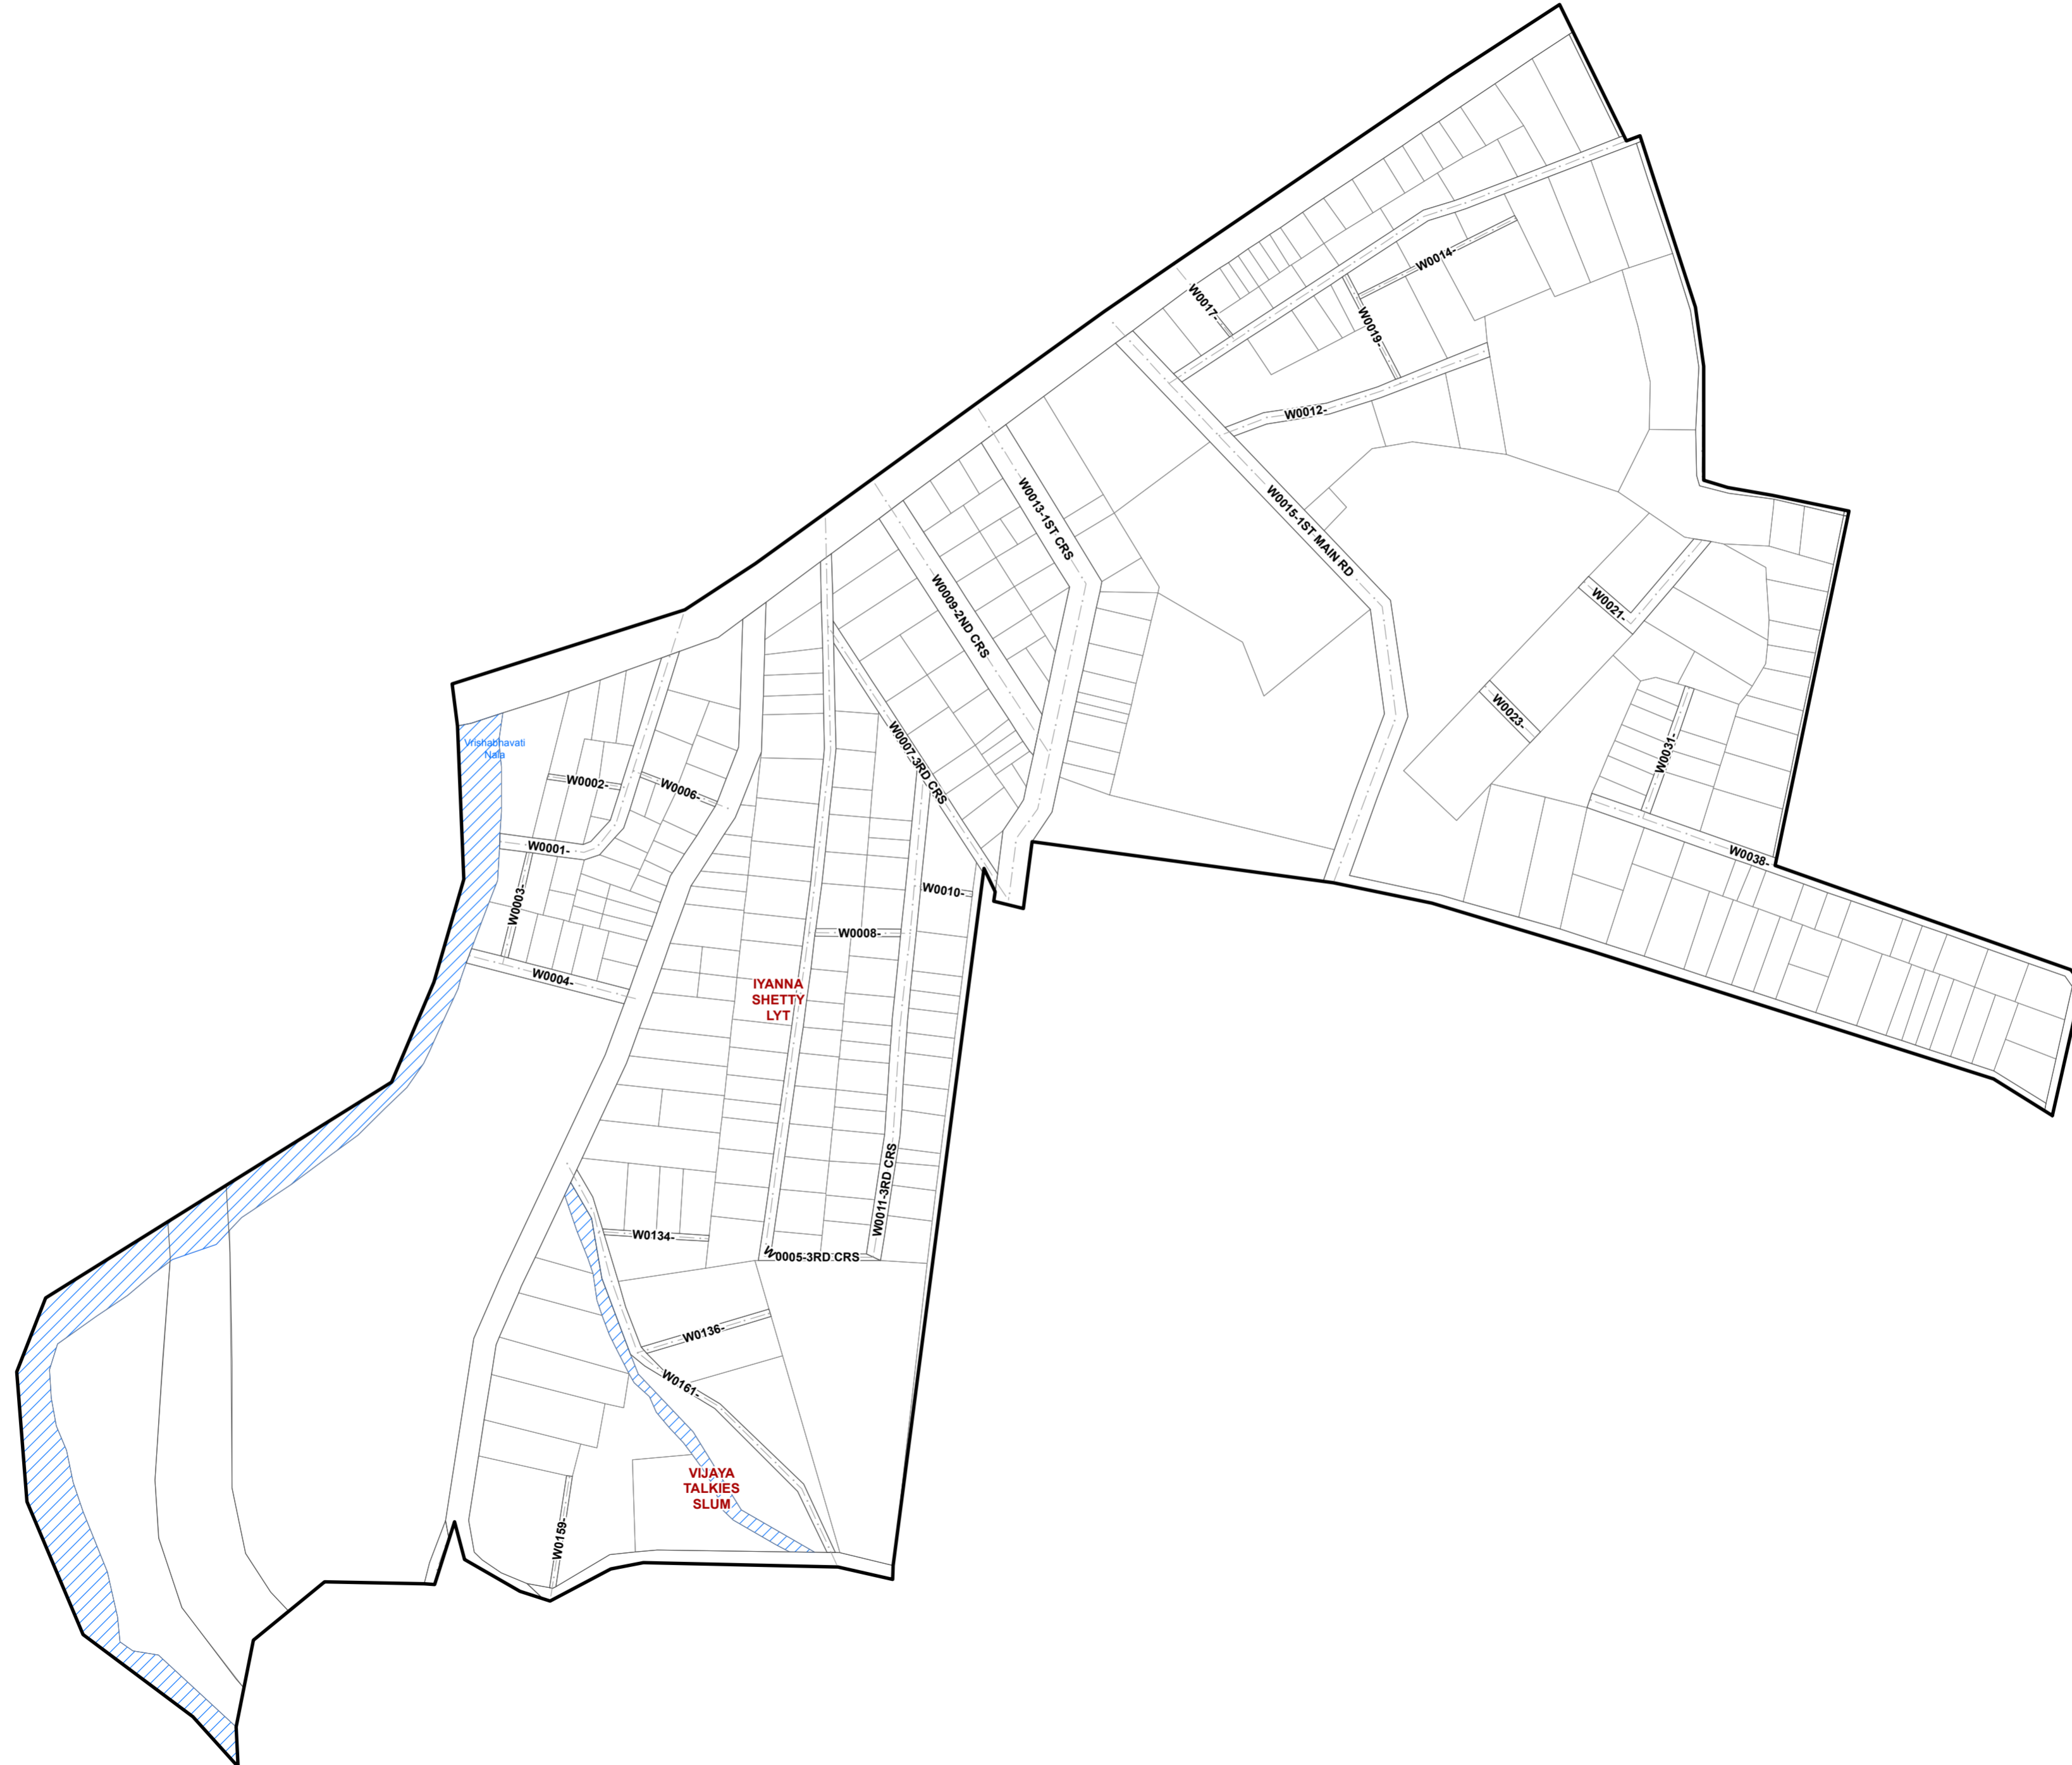 W0014-
W0017-
W0019-
W0012-
W0013-1ST CRS
W0015-1ST MAIN RD
W0009-2ND CRS
W0021-
W0023-
Vrishabhavati
Nala
W0002-
W0006-
W0007-3RD CRS
W0031-
W0001-
W0038-
W0003-
W0010-
W0008-
W0004-
IYANNA
SHETTY
LYT
W0011-3RD CRS
W0134-
W0005-3RD CRS
W0136-
W0161-
VIJAYA
TALKIES
SLUM
W0159-